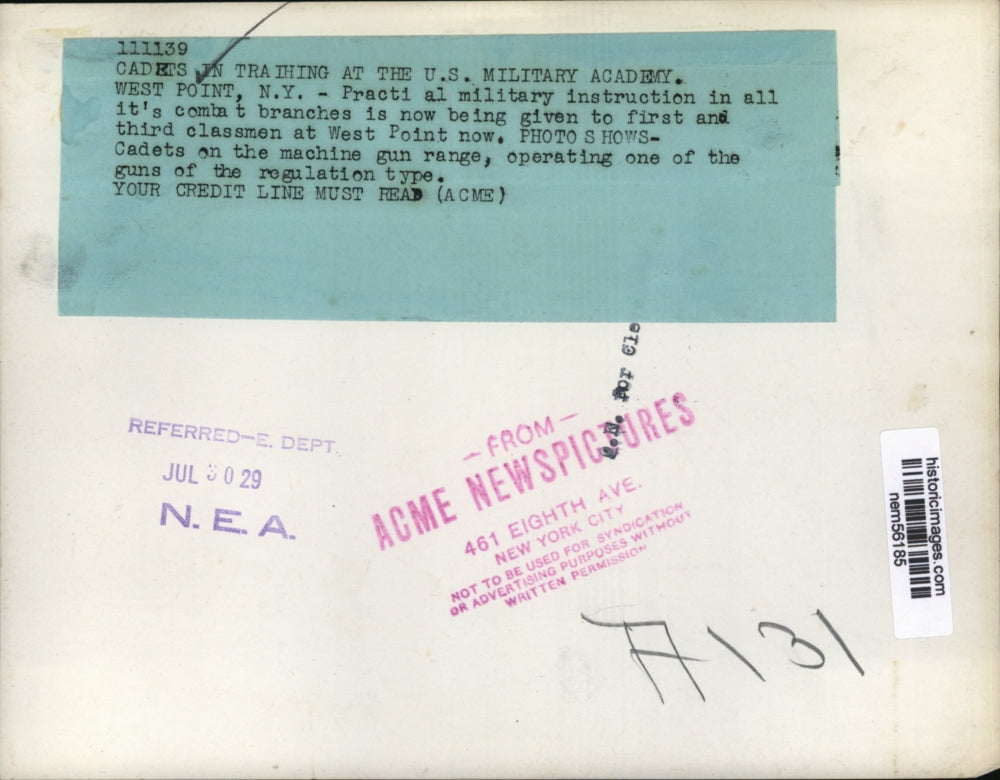 111139
CADETS IN TRAIHING AT THE U.S. MILITARY ACADEMY.
WEST POINT, N.Y. - Practi al military instruction in all
it's combat branches is now being given to first and
third classmen at West Point now. PHOTO SHOWS-
Cadets on the machine gun range, operating one of the
guns of the regulation type.
YOUR CREDIT LINE MUST READ (ACME)
For Cle
REFERRED-E. DEPT.
JUL 30 29
N. E. A.
- FROM -
ACME NEWSPICTURES
461 EIGHTH AVE.
NEW YORK CITY
NOT TO BE USED FOR SYNDICATION
OR ADVERTISING PURPOSES WITHOUT
WRITTEN PERMISSION
historicimages.com
nem56185
A131